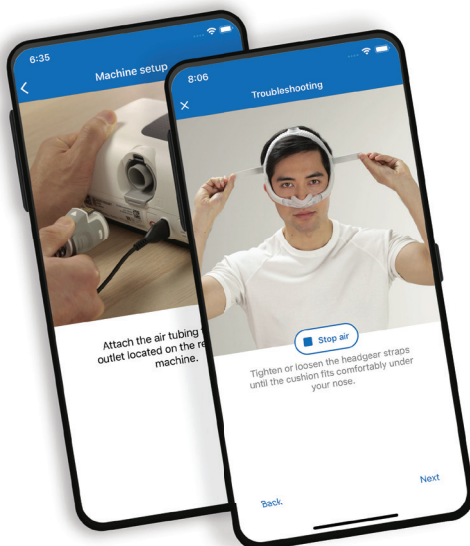 6:35
Machine setup
Attach the air tubing
outlet located on the
machine.
8:06
Troubleshooting
Stop air
Tighten or loosen the headgear straps
until the cushion fits comfortably under
your nose.
Back
Next